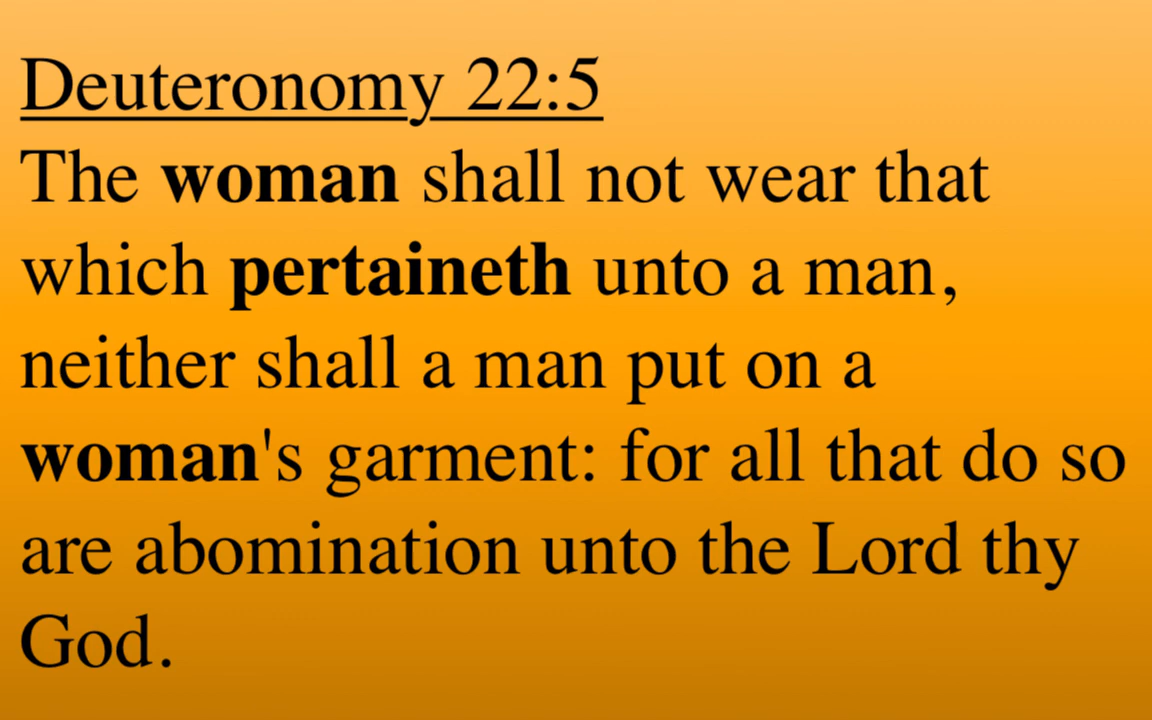 Deuteronomy 22:5
The woman shall not wear that
which pertaineth unto a man,
neither shall a man put on a
woman's garment: for all that do so
are abomination unto the Lord thy
God.